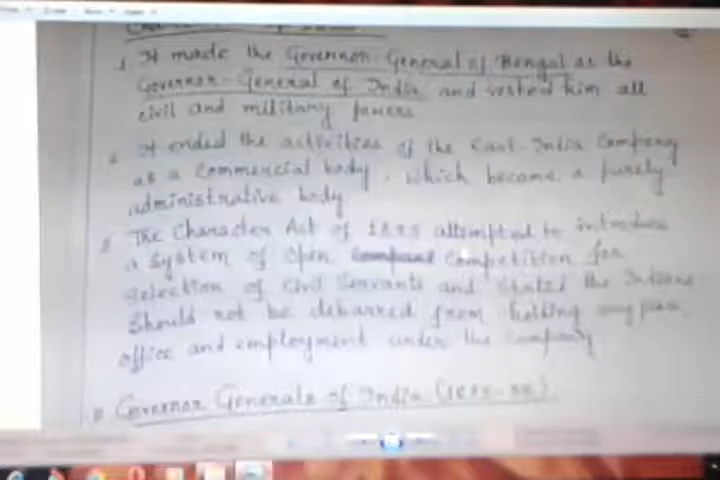 1 It made the Governor-General of Bengal as the
Governor-General of India and vested him all
civil and military powers
It ended the activities of the East-India Company
as a commercial body, which became a purely
administrative body
3 The Character Act of attempted to introduce
a system of open competition for
selection of civil servants and stated the Indians
should not be debarred from holding any
office and employment under the company
Governor Generals of India